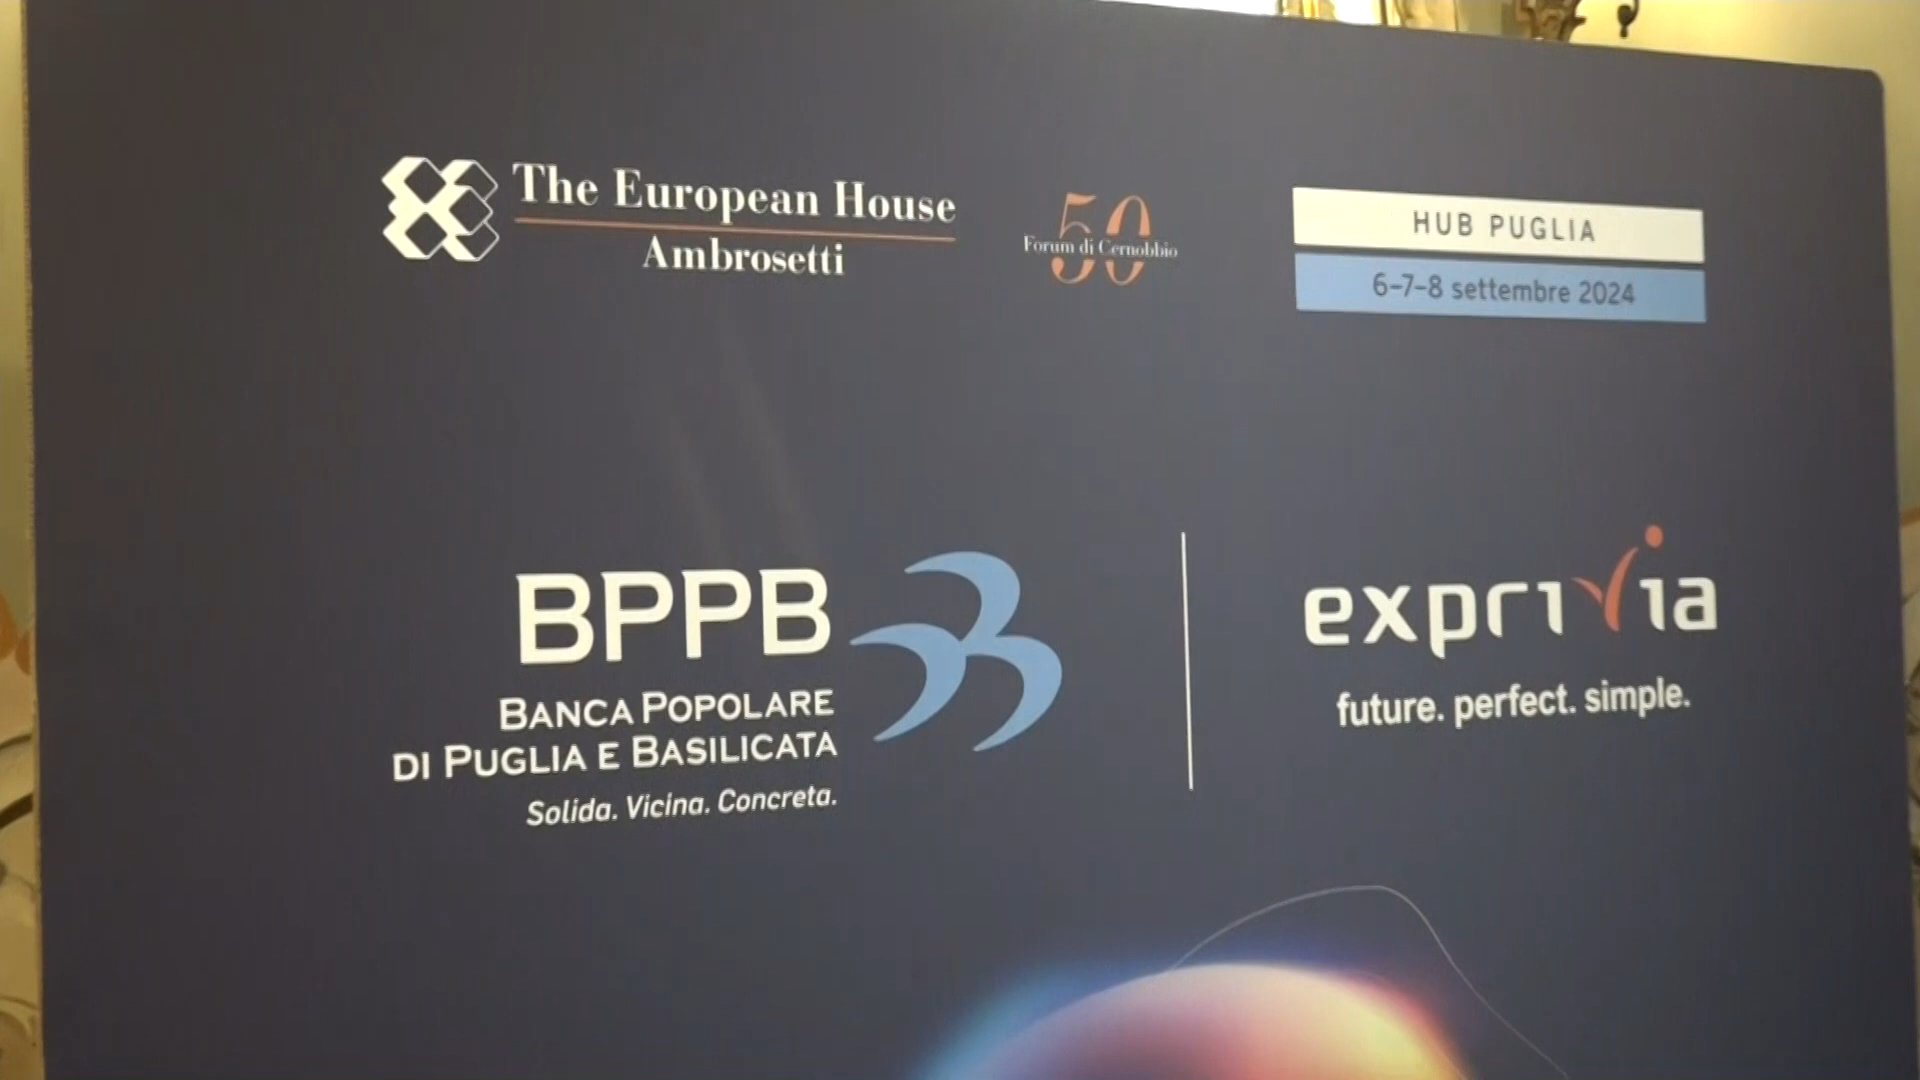 The European House
Ambrosetti
50
Forum di Cernobbio
HUB PUGLIA
6-7-8 settembre 2024
BPPB
BANCA POPOLARE
DI PUGLIA E BASILICATA
Solida. Vicina. Concreta.
exprivia
future. perfect. simple.